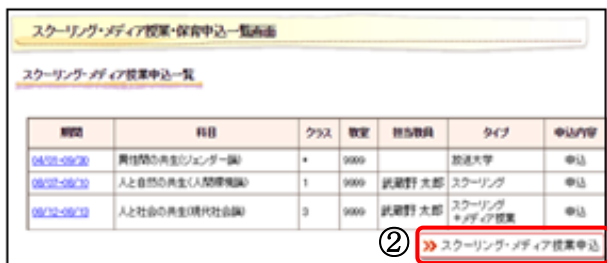 スクーリング・メディア授業・保育申込一覧画面
スクーリング・メディア授業申込一覧
期間 科目 クラス 教室 担当教員 タイプ 申込内容
04/01-09/30 異性間の共生(ジェンダー論) * 9999 放送大学 申込
08/07-08/10 人と自然の共生(人間環境論) 1 9999 武蔵野 太郎 スクーリング 申込
08/12-08/13 人と社会の共生(現代社会論) 3 9999 武蔵野 太郎 スクーリング
+メディア授業 申込
② スクーリング・メディア授業申込